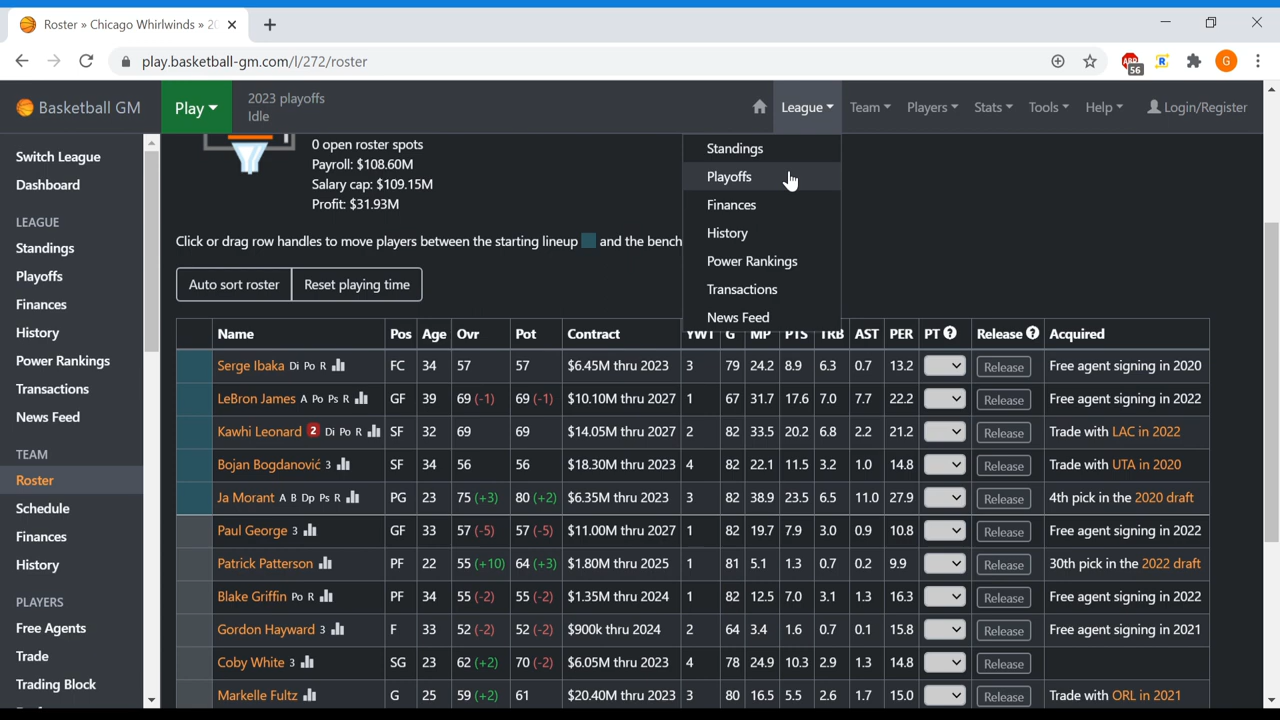 Roster » Chicago Whirlwinds » 20
play.basketball-gm.com/l/272/roster
ABP
56
R
G
Basketball GM
Play
2023 playoffs
Idle
League
Team
Players
Stats
Tools
Help
Login/Register
Switch League
Dashboard
LEAGUE
Standings
Playoffs
Finances
History
Power Rankings
Transactions
News Feed
TEAM
Roster
Schedule
Finances
History
PLAYERS
Free Agents
Trade
Trading Block
0 open roster spots
Payroll: $108.60M
Salary cap: $109.15M
Profit: $31.93M
Standings
Playoffs
Finances
History
Power Rankings
Transactions
News Feed
Click or drag row handles to move players between the starting lineup and the bench
Auto sort roster
Reset playing time
Name Pos Age Ovr Pot Contract YWT G MP PTS TRB AST PER PT Release Acquired
Serge Ibaka Di Po R FC 34 57 57 $6.45M thru 2023 3 79 24.2 8.9 6.3 0.7 13.2 Release Free agent signing in 2020
LeBron James A Po Ps R GF 39 69 (-1) 69 (-1) $10.10M thru 2027 1 67 31.7 17.6 7.0 7.7 22.2 Release Free agent signing in 2022
Kawhi Leonard 2 Di Po R SF 32 69 69 $14.05M thru 2027 2 82 33.5 20.2 6.8 2.2 21.2 Release Trade with LAC in 2022
Bojan Bogdanović 3 SF 34 56 56 $18.30M thru 2023 4 82 22.1 11.5 3.2 1.0 14.8 Release Trade with UTA in 2020
Ja Morant A B Dp Ps R PG 23 75 (+3) 80 (+2) $6.35M thru 2023 3 82 38.9 23.5 6.5 11.0 27.9 Release 4th pick in the 2020 draft
Paul George 3 GF 33 57 (-5) 57 (-5) $11.00M thru 2027 1 82 19.7 7.9 3.0 0.9 10.8 Release Free agent signing in 2022
Patrick Patterson PF 22 55 (+10) 64 (+3) $1.80M thru 2025 1 81 5.1 1.3 0.7 0.2 9.9 Release 30th pick in the 2022 draft
Blake Griffin Po R PF 34 55 (-2) 55 (-2) $1.35M thru 2024 1 82 12.5 7.0 3.1 1.3 16.3 Release Free agent signing in 2022
Gordon Hayward 3 F 33 52 (-2) 52 (-2) $900k thru 2024 2 64 3.4 1.6 0.7 0.1 15.8 Release Free agent signing in 2021
Coby White 3 SG 23 62 (+2) 70 (-2) $6.05M thru 2023 4 78 24.9 10.3 2.9 1.3 14.8 Release
Markelle Fultz G 25 59 (+2) 61 $20.40M thru 2023 3 80 16.5 5.5 2.6 1.7 15.0 Release Trade with ORL in 2021